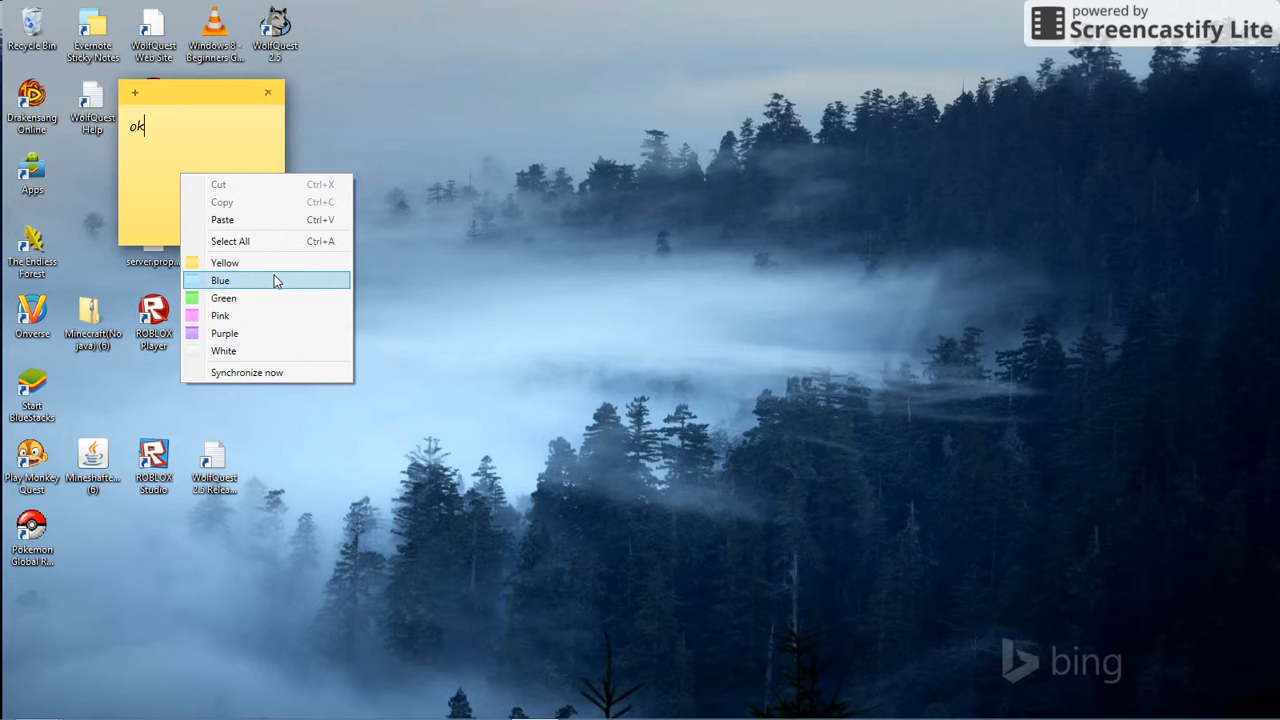 powered by
Screencastify Lite
Recycle Bin
Evernote
Sticky Notes
WolfQuest
Web Site
Windows 8 -
Beginners G...
WolfQuest
2.5
Drakensang
Online
WolfQuest
Help
+
×
ok
Apps
The Endless
Forest
server.prop...
Cut Ctrl+X
Copy Ctrl+C
Paste Ctrl+V
Select All Ctrl+A
Yellow
Blue
Green
Pink
Purple
White
Synchronize now
Onverse
Minecraft(No
java) (6)
ROBLOX
Player
Start
BlueStacks
Play Monkey
Quest
Mineshafte...
(6)
ROBLOX
Studio
WolfQuest
2.5 Relea...
Pokemon
Global R...
bing